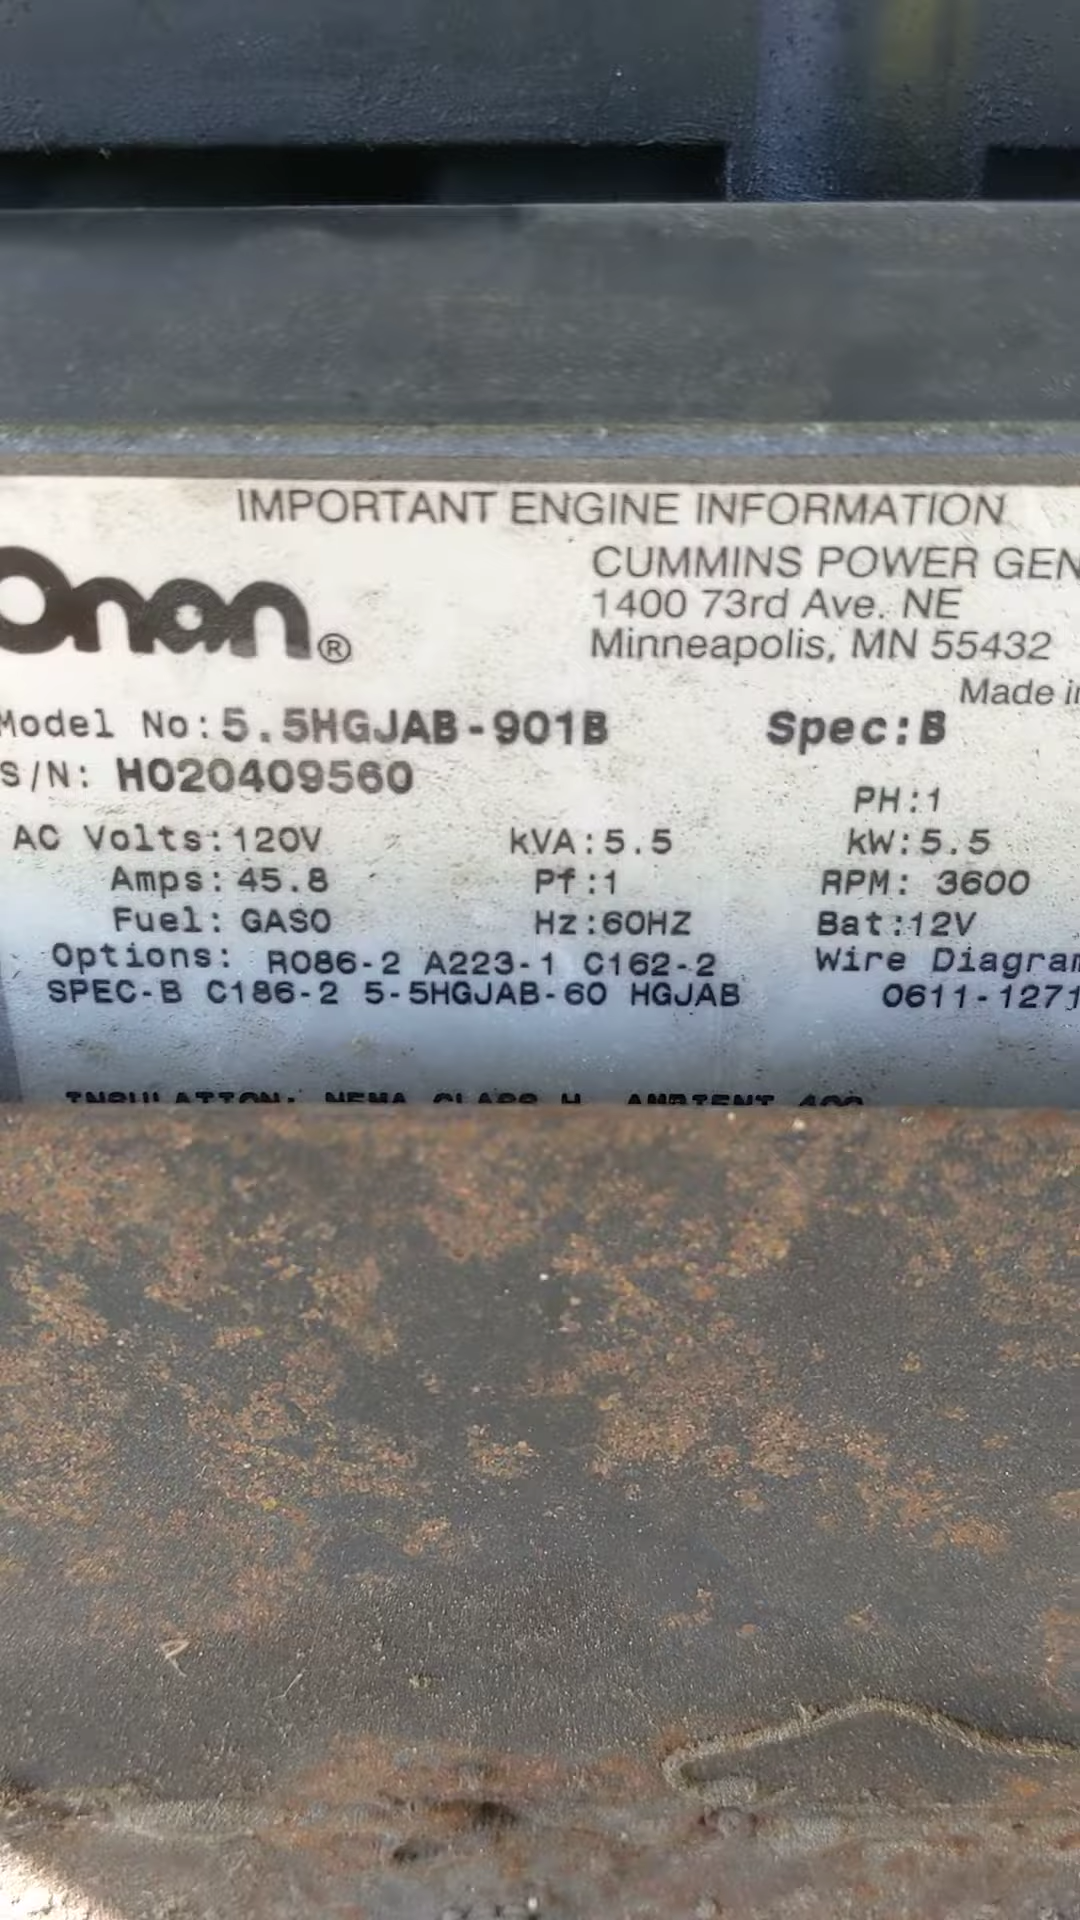 IMPORTANT ENGINE INFORMATION
Onan®
CUMMINS POWER GEN
1400 73rd Ave. NE
Minneapolis, MN 55432
Made in
Model No:5.5HGJAB-901B Spec:B
S/N: H020409560
PH:1
AC Volts:120V kVA:5.5 kW:5.5
Amps:45.8 Pf:1 RPM: 3600
Fuel: GASO Hz:60HZ Bat:12V
Options: R086-2 A223-1 C162-2 Wire Diagram
SPEC-B C186-2 5-5HGJAB-60 HGJAB 0611-1271
INSULATION: NEMA CLASS H AMBIENT